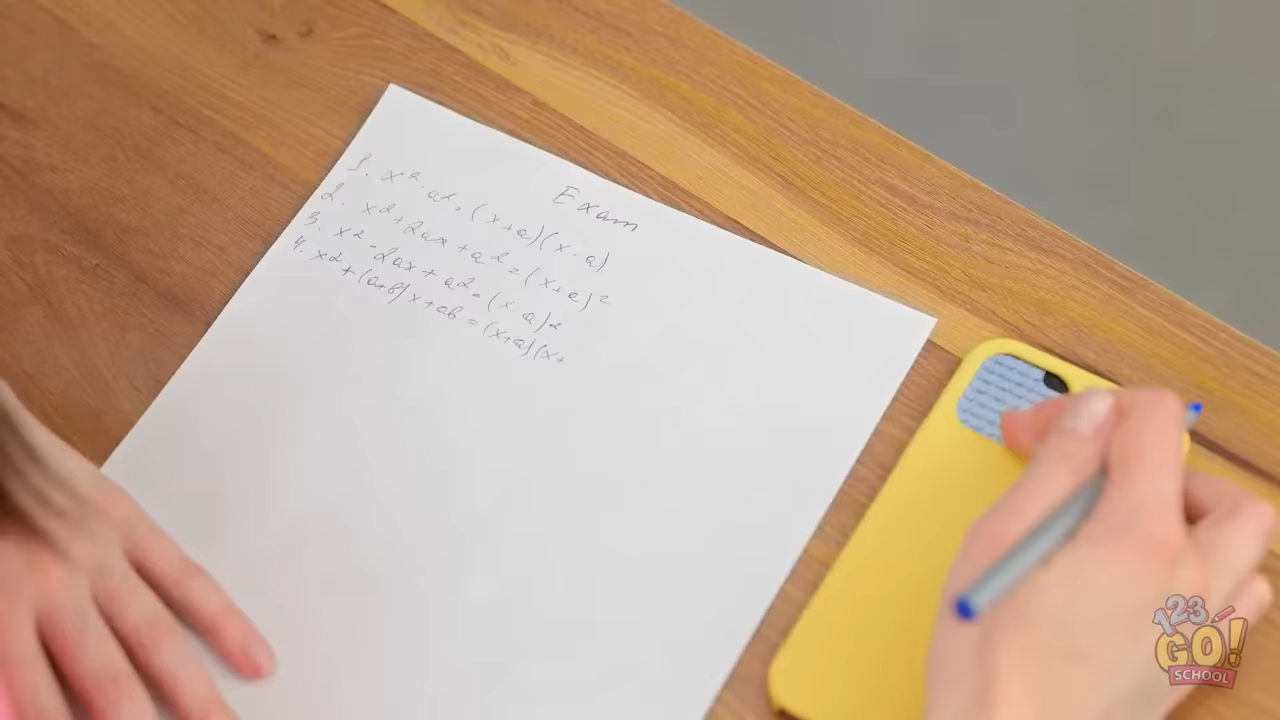 Exam
1. x² - a² = (x+a)(x-a)
2. x² + 2ax + a² = (x+a)²
3. x² - 2ax + a² = (x-a)²
4. x² + (a+b)x + ab = (x+a)(x+
123
GO!
SCHOOL